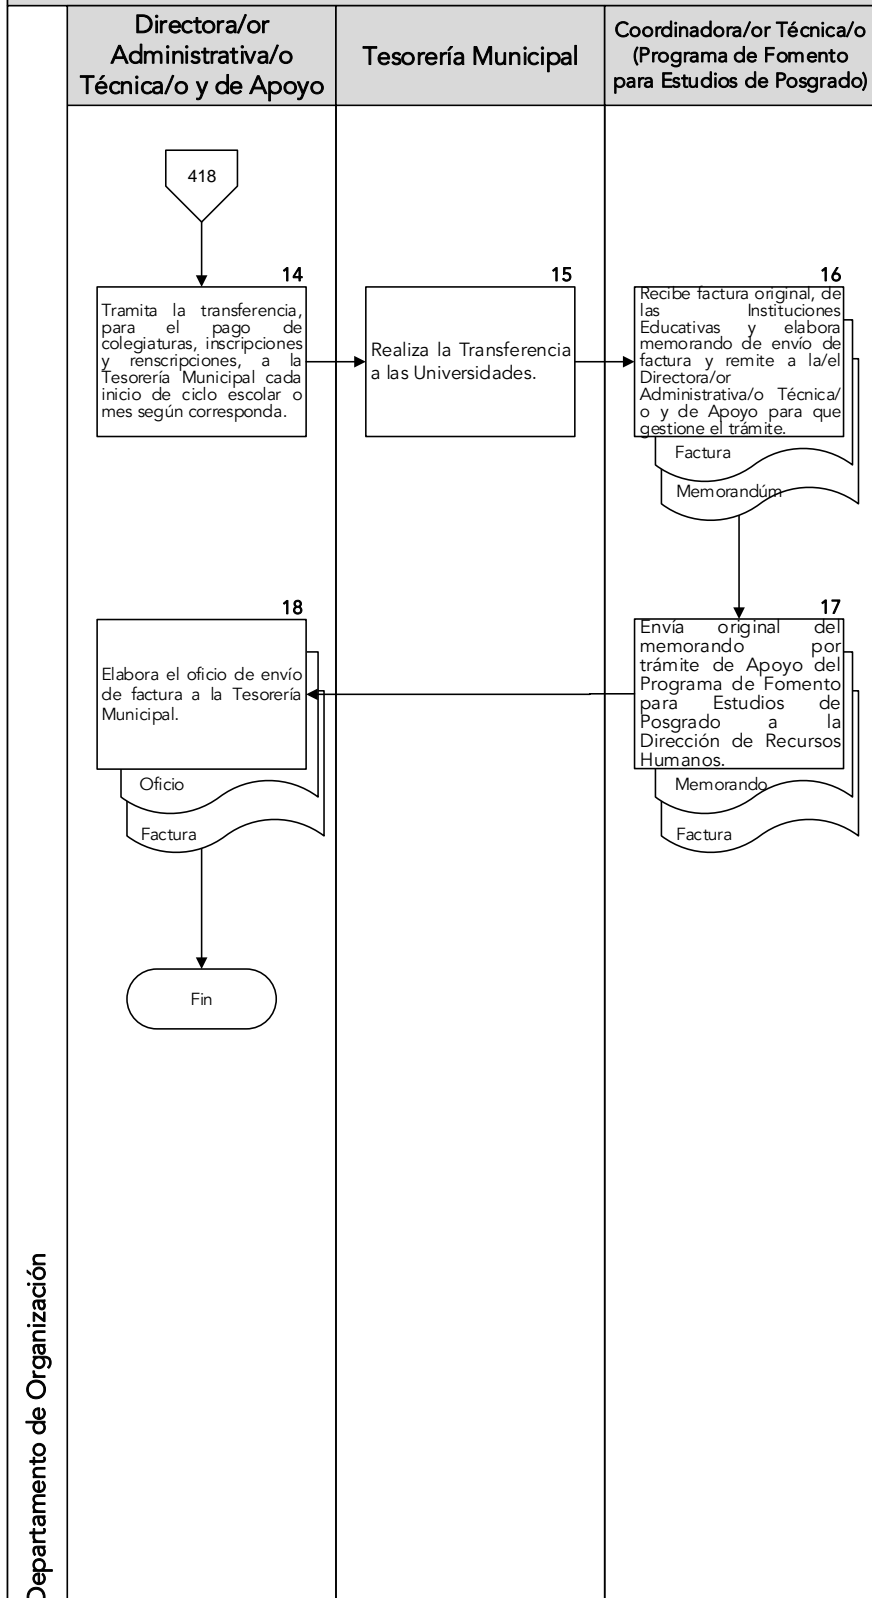 Directora/or
Administrativa/o
Técnica/o y de Apoyo
Tesorería Municipal
Coordinadora/or Técnica/o
(Programa de Fomento
para Estudios de Posgrado)
418
14
Tramita la transferencia,
para el pago de
colegiaturas, inscripciones
y renscripciones, a la
Tesorería Municipal cada
inicio de ciclo escolar o
mes según corresponda.
15
Realiza la Transferencia
a las Universidades.
16
Recibe factura original, de
las Instituciones
Educativas y elabora
memorando de envío de
factura y remite a la/el
Directora/or
Administrativa/o Técnica/
o y de Apoyo para que
gestione el trámite.
Factura
Memorandúm
17
Envía original del
memorando por
trámite de Apoyo del
Programa de Fomento
para Estudios de
Posgrado a la
Dirección de Recursos
Humanos.
Memorando
Factura
18
Elabora el oficio de envío
de factura a la Tesorería
Municipal.
Oficio
Factura
Fin
Departamento de Organización